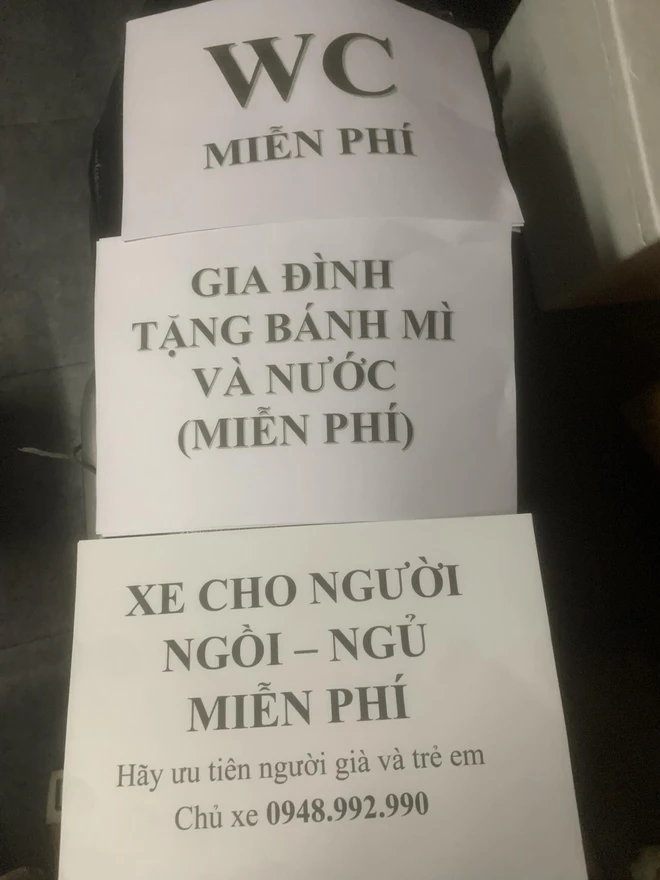 WC
MIỄN PHÍ
GIA ĐÌNH
TẶNG BÁNH MÌ
VÀ NƯỚC
(MIỄN PHÍ)
XE CHO NGƯỜI
NGỒI – NGỦ
MIỄN PHÍ
Hãy ưu tiên người già và trẻ em
Chủ xe 0948.992.990